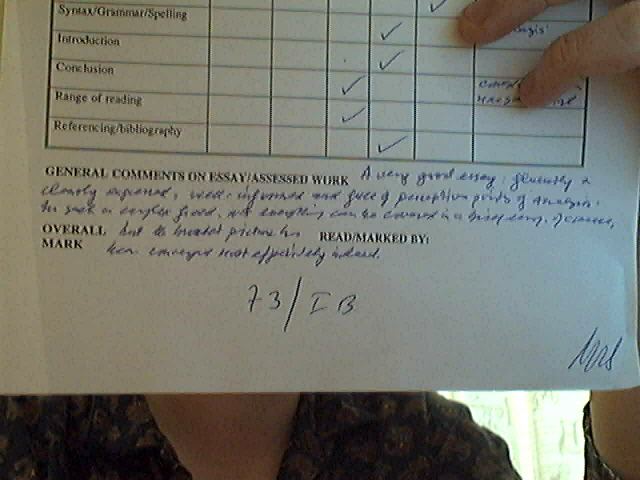 Syntax/Grammar/Spelling
Introduction
Conclusion
Range of reading
Referencing/bibliography
GENERAL COMMENTS ON ESSAY/ASSESSED WORK A very good essay: fluently &
clearly expressed, well-informed and full of perceptive points of analysis.
In such a complex field, not everything can be covered in a brief essay, of course,
OVERALL but the broader picture has READ/MARKED BY:
MARK been conveyed most effectively indeed.
73/IB